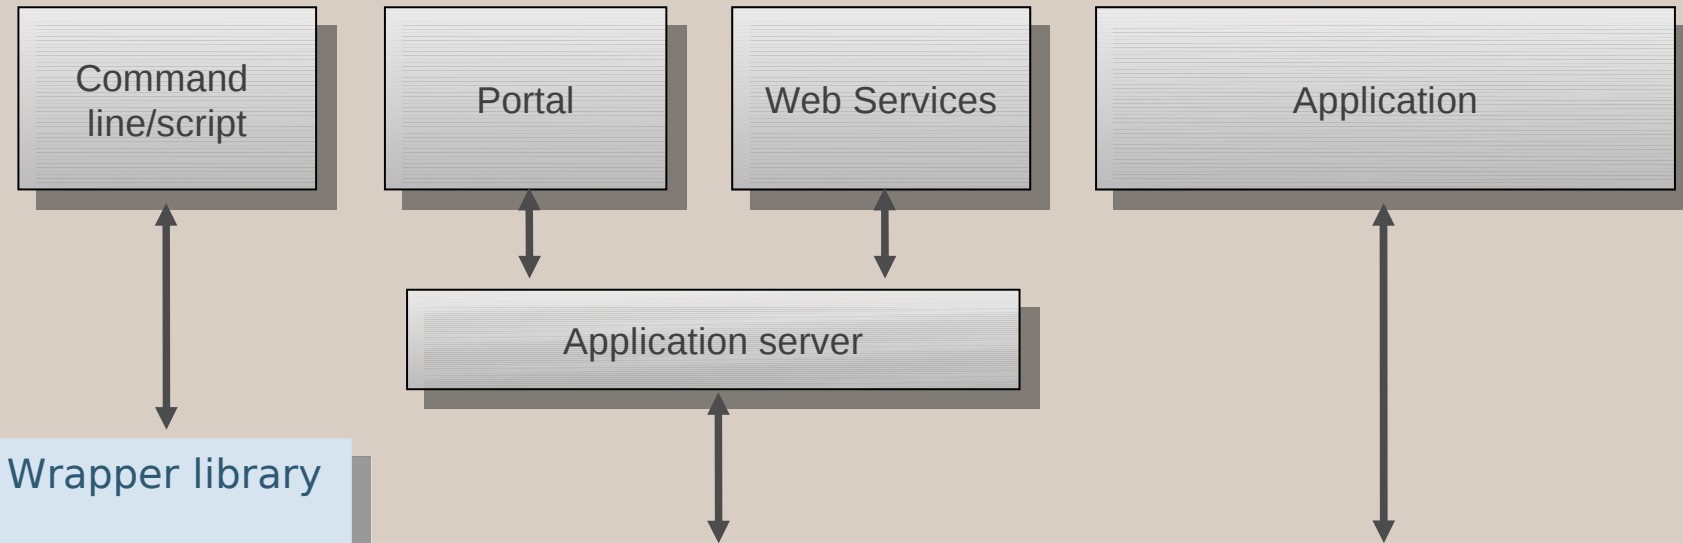 Command
line/script
Portal
Web Services
Application
Application server
Wrapper library